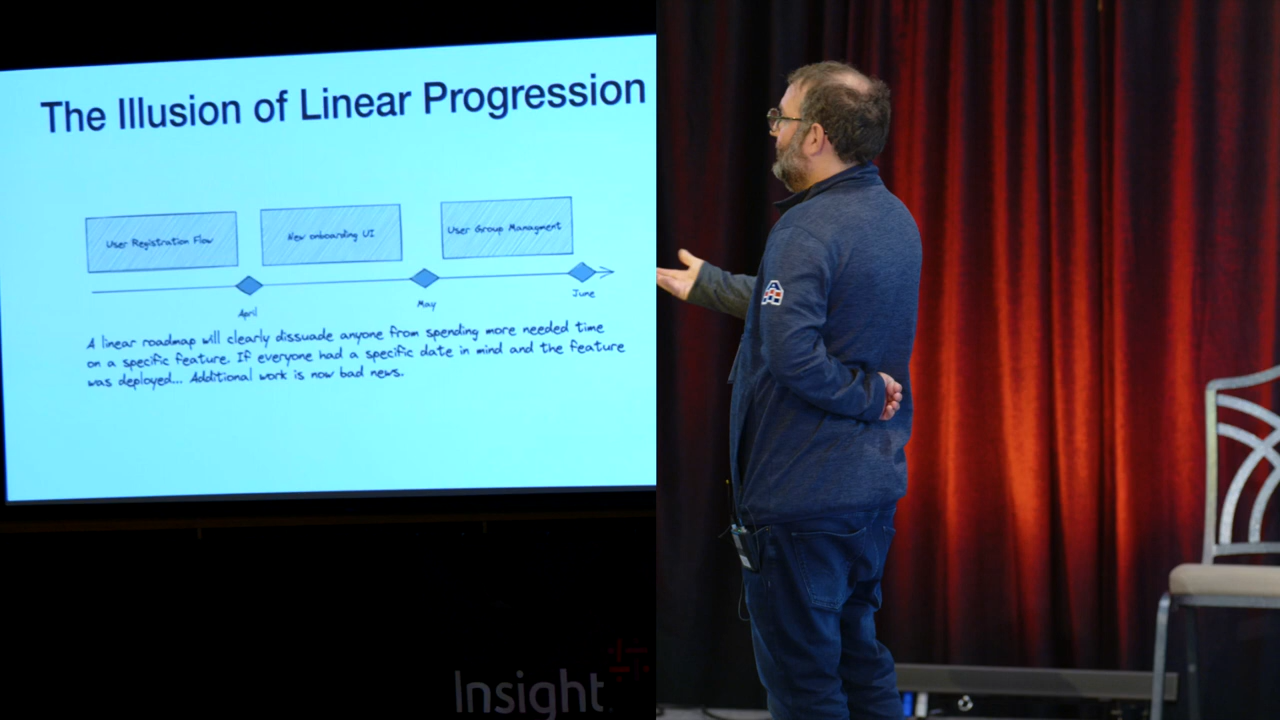 The Illusion of Linear Progression
User Registration Flow
New onboarding UI
User Group Managment
April
May
June
A linear roadmap will clearly dissuade anyone from spending more needed time
on a specific feature. If everyone had a specific date in mind and the feature
was deployed... Additional work is now bad news.
Insight